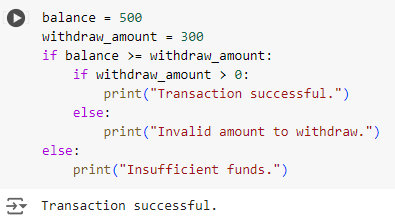 balance = 500
withdraw_amount = 300
if balance >= withdraw_amount:
    if withdraw_amount > 0:
        print("Transaction successful.")
    else:
        print("Invalid amount to withdraw.")
else:
    print("Insufficient funds.")
Transaction successful.